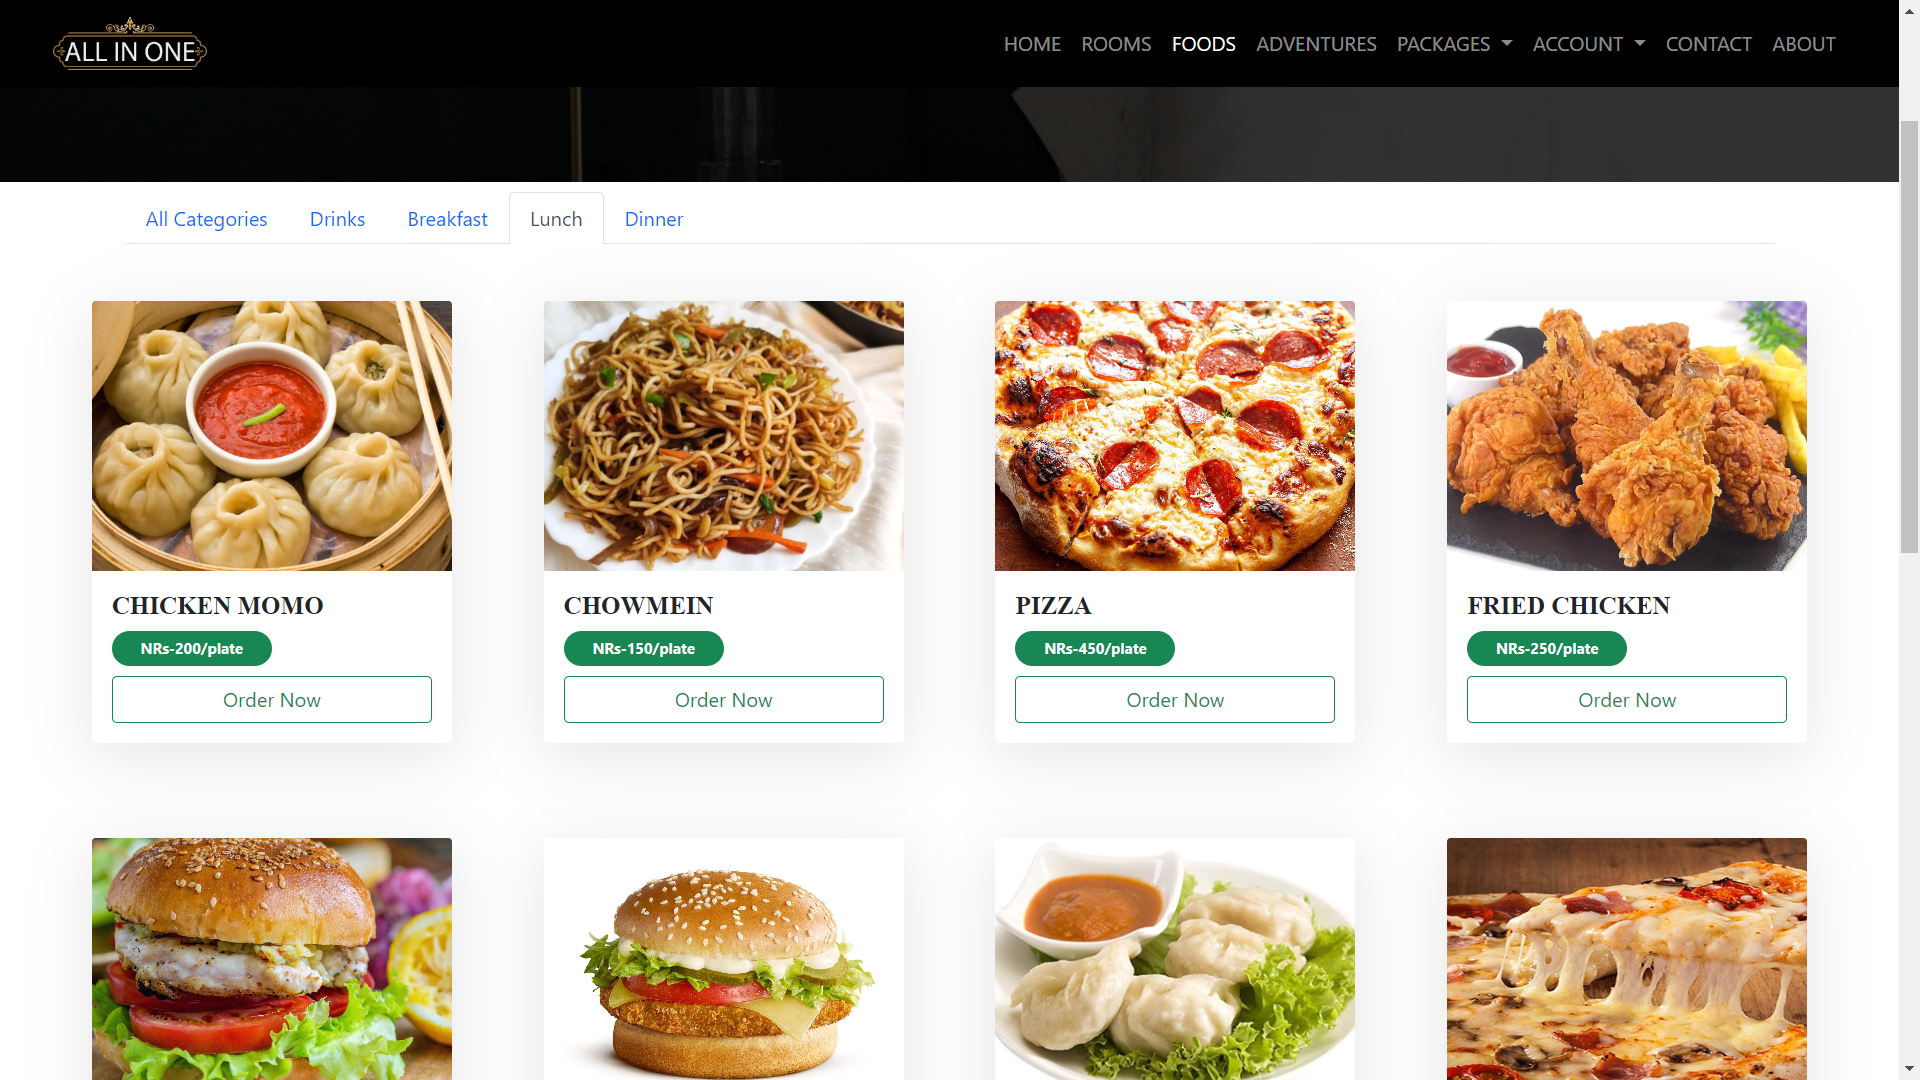 ALL IN ONE
HOME ROOMS FOODS ADVENTURES PACKAGES ACCOUNT CONTACT ABOUT
All Categories Drinks Breakfast Lunch Dinner
CHICKEN MOMO
NRs-200/plate
Order Now
CHOWMEIN
NRs-150/plate
Order Now
PIZZA
NRs-450/plate
Order Now
FRIED CHICKEN
NRs-250/plate
Order Now